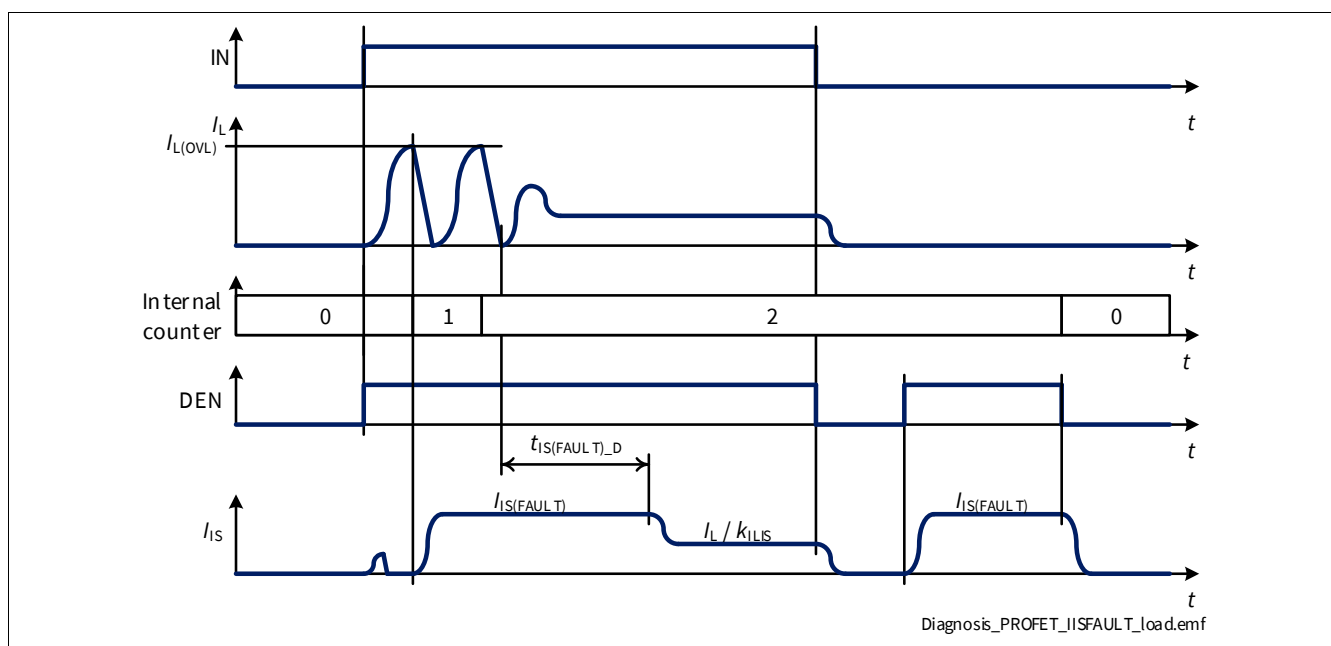 IN
t
I_L
I_L(OVL)
t
Internal
counter
0 1 2 0
t
DEN
t
t_IS(FAULT)_D
I_IS(FAULT) I_IS(FAULT)
I_IS
I_L / k_ILIS
t
Diagnosis_PROFET_IISFAULT_load.emf